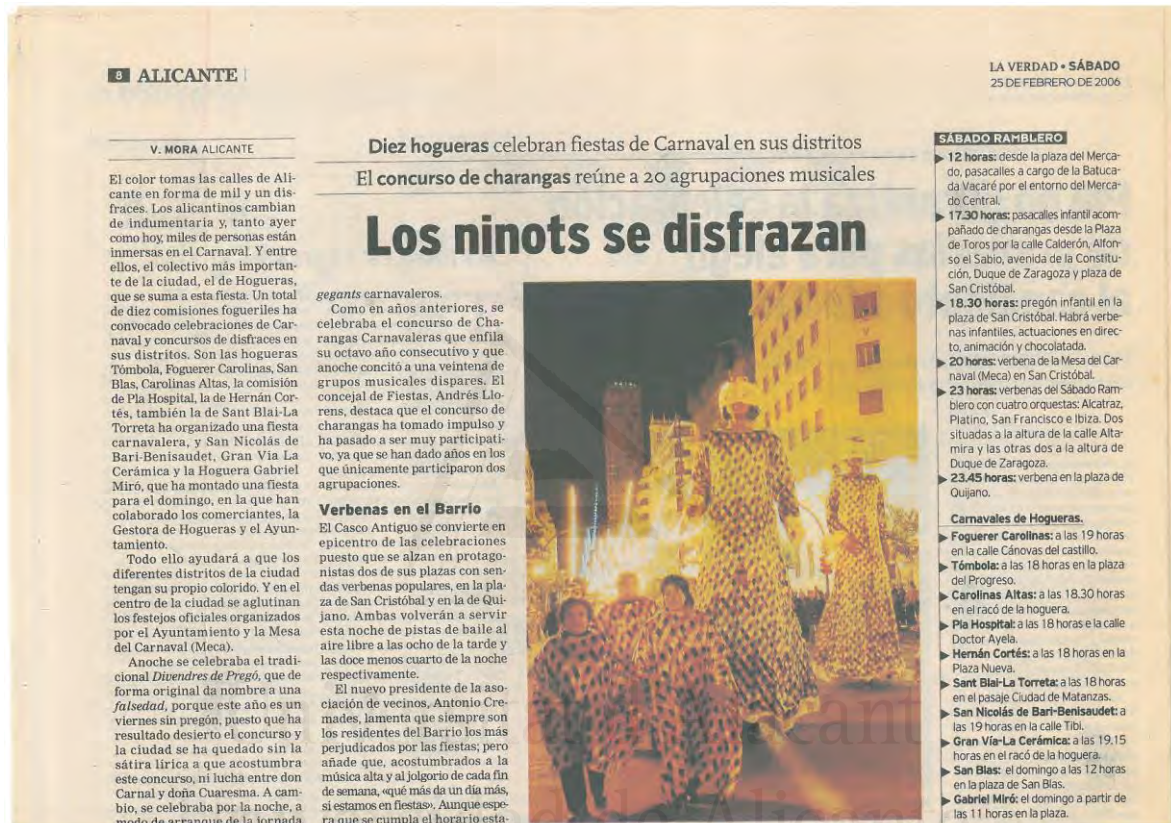 8 ALICANTE
LA VERDAD • SÁBADO
25 DE FEBRERO DE 2006
Diez hogueras celebran fiestas de Carnaval en sus distritos
El concurso de charangas reúne a 20 agrupaciones musicales
Los ninots se disfrazan
V. MORA ALICANTE
El color tomas las calles de Ali-
cante en forma de mil y un dis-
fraces. Los alicantinos cambian
de indumentaria y, tanto ayer
como hoy, miles de personas están
inmersas en el Carnaval. Y entre
ellos, el colectivo más importan-
te de la ciudad, el de Hogueras,
que se suma a esta fiesta. Un total
de diez comisiones fogueriles ha
convocado celebraciones de Car-
naval y concursos de disfraces en
sus distritos. Son las hogueras
Tómbola, Foguerer Carolinas, San
Blas, Carolinas Altas, la comisión
de Pla Hospital, la de Hernán Cor-
tés, también la de Sant Blai-La
Torreta ha organizado una fiesta
carnavalera, y San Nicolás de
Bari-Benisaudet, Gran Via La
Cerámica y la Hoguera Gabriel
Miró, que ha montado una fiesta
para el domingo, en la que han
colaborado los comerciantes, la
Gestora de Hogueras y el Ayun-
tamiento.
Todo ello ayudará a que los
diferentes distritos de la ciudad
tengan su propio colorido. Y en el
centro de la ciudad se aglutinan
los festejos oficiales organizados
por el Ayuntamiento y la Mesa
del Carnaval (Meca).
Anoche se celebraba el tradi-
cional Divendres de Pregó, que de
forma original da nombre a una
falsedad, porque este año es un
viernes sin pregón, puesto que ha
resultado desierto el concurso y
la ciudad se ha quedado sin la
sátira lírica a que acostumbra
este concurso, ni lucha entre don
Carnal y doña Cuaresma. A cam-
bio, se celebraba por la noche, a
modo de arranque de la jornada
gegants carnavaleros.
Como en años anteriores, se
celebraba el concurso de Cha-
rangas Carnavaleras que enfila
su octavo año consecutivo y que
anoche concitó a una veintena de
grupos musicales dispares. El
concejal de Fiestas, Andrés Llo-
rens, destaca que el concurso de
charangas ha tomado impulso y
ha pasado a ser muy participati-
vo, ya que se han dado años en los
que únicamente participaron dos
agrupaciones.
Verbenas en el Barrio
El Casco Antiguo se convierte en
epicentro de las celebraciones
puesto que se alzan en protago-
nistas dos de sus plazas con sen-
das verbenas populares, en la pla-
za de San Cristóbal y en la de Qui-
jano. Ambas volverán a servir
esta noche de pistas de baile al
aire libre a las ocho de la tarde y
las doce menos cuarto de la noche
respectivamente.
El nuevo presidente de la aso-
ciación de vecinos, Antonio Cre-
mades, lamenta que siempre son
los residentes del Barrio los más
perjudicados por las fiestas; pero
añade que, acostumbrados a la
música alta y al jolgorio de cada fin
de semana, «qué más da un día más,
si estamos en fiestas». Aunque espe-
ra que se cumpla el horario esta-
SÁBADO RAMBLERO
12 horas: desde la plaza del Merca-
do, pasacalles a cargo de la Batuca-
da Vacaré por el entorno del Merca-
do Central.
17.30 horas: pasacalles infantil acom-
pañado de charangas desde la Plaza
de Toros por la calle Calderón, Alfon-
so el Sabio, avenida de la Constitu-
ción, Duque de Zaragoza y plaza de
San Cristóbal.
18.30 horas: pregón infantil en la
plaza de San Cristóbal. Habrá verbe-
nas infantiles, actuaciones en direc-
to, animación y chocolatada.
20 horas: verbena de la Mesa del Car-
naval (Meca) en San Cristóbal.
23 horas: verbenas del Sábado Ram-
blero con cuatro orquestas: Alcatraz,
Platino, San Francisco e Ibiza. Dos
situadas a la altura de la calle Alta-
mira y las otras dos a la altura de
Duque de Zaragoza.
23.45 horas: verbena en la plaza de
Quijano.
Carnavales de Hogueras.
Foguerer Carolinas: a las 19 horas
en la calle Cánovas del castillo.
Tómbola: a las 18 horas en la plaza
del Progreso.
Carolinas Altas: a las 18.30 horas
en el racó de la hoguera.
Pla Hospital: a las 18 horas e la calle
Doctor Ayela.
Hernán Cortés: a las 18 horas en la
Plaza Nueva.
Sant Blai-La Torreta: a las 18 horas
en el pasaje Ciudad de Matanzas.
San Nicolás de Bari-Benisaudet: a
las 19 horas en la calle Tibi.
Gran Vía-La Cerámica: a las 19.15
horas en el racó de la hoguera.
San Blas: el domingo a las 12 horas
en la plaza de San Blas.
Gabriel Miró: el domingo a partir de
las 11 horas en la plaza.